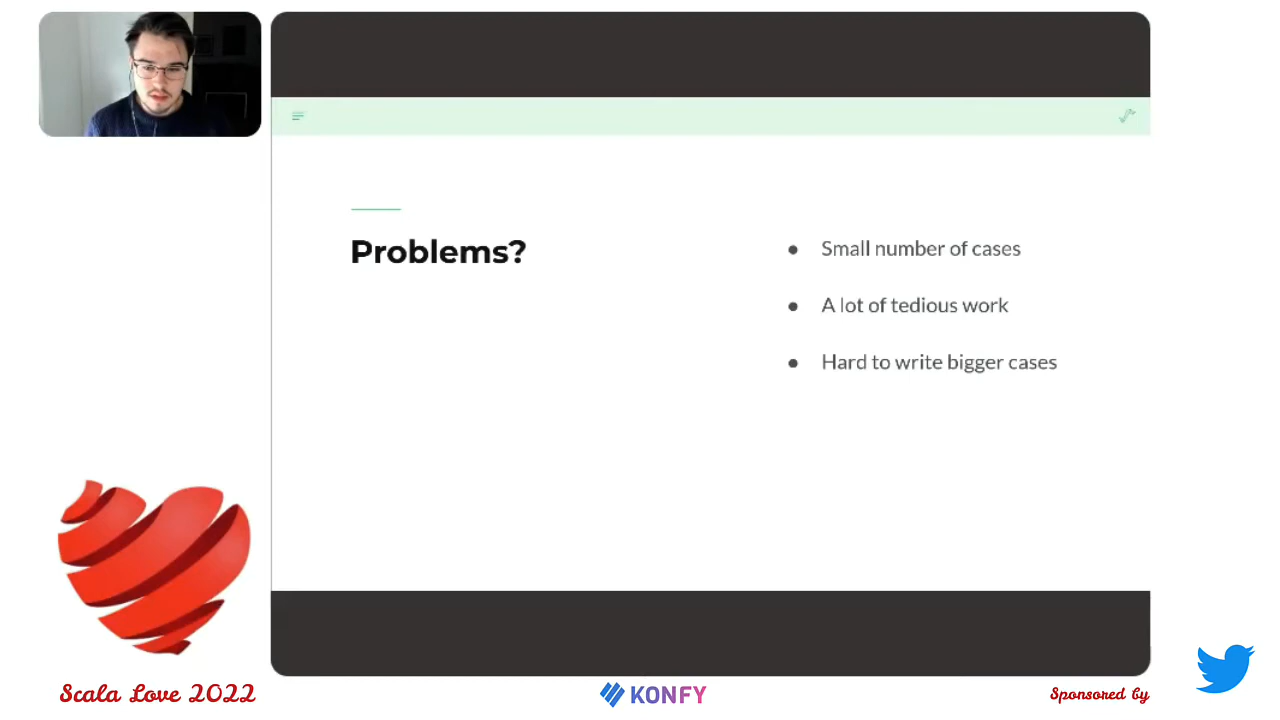 Problems?
● Small number of cases
● A lot of tedious work
● Hard to write bigger cases
Scala Love 2022
KONFY
Sponsored by